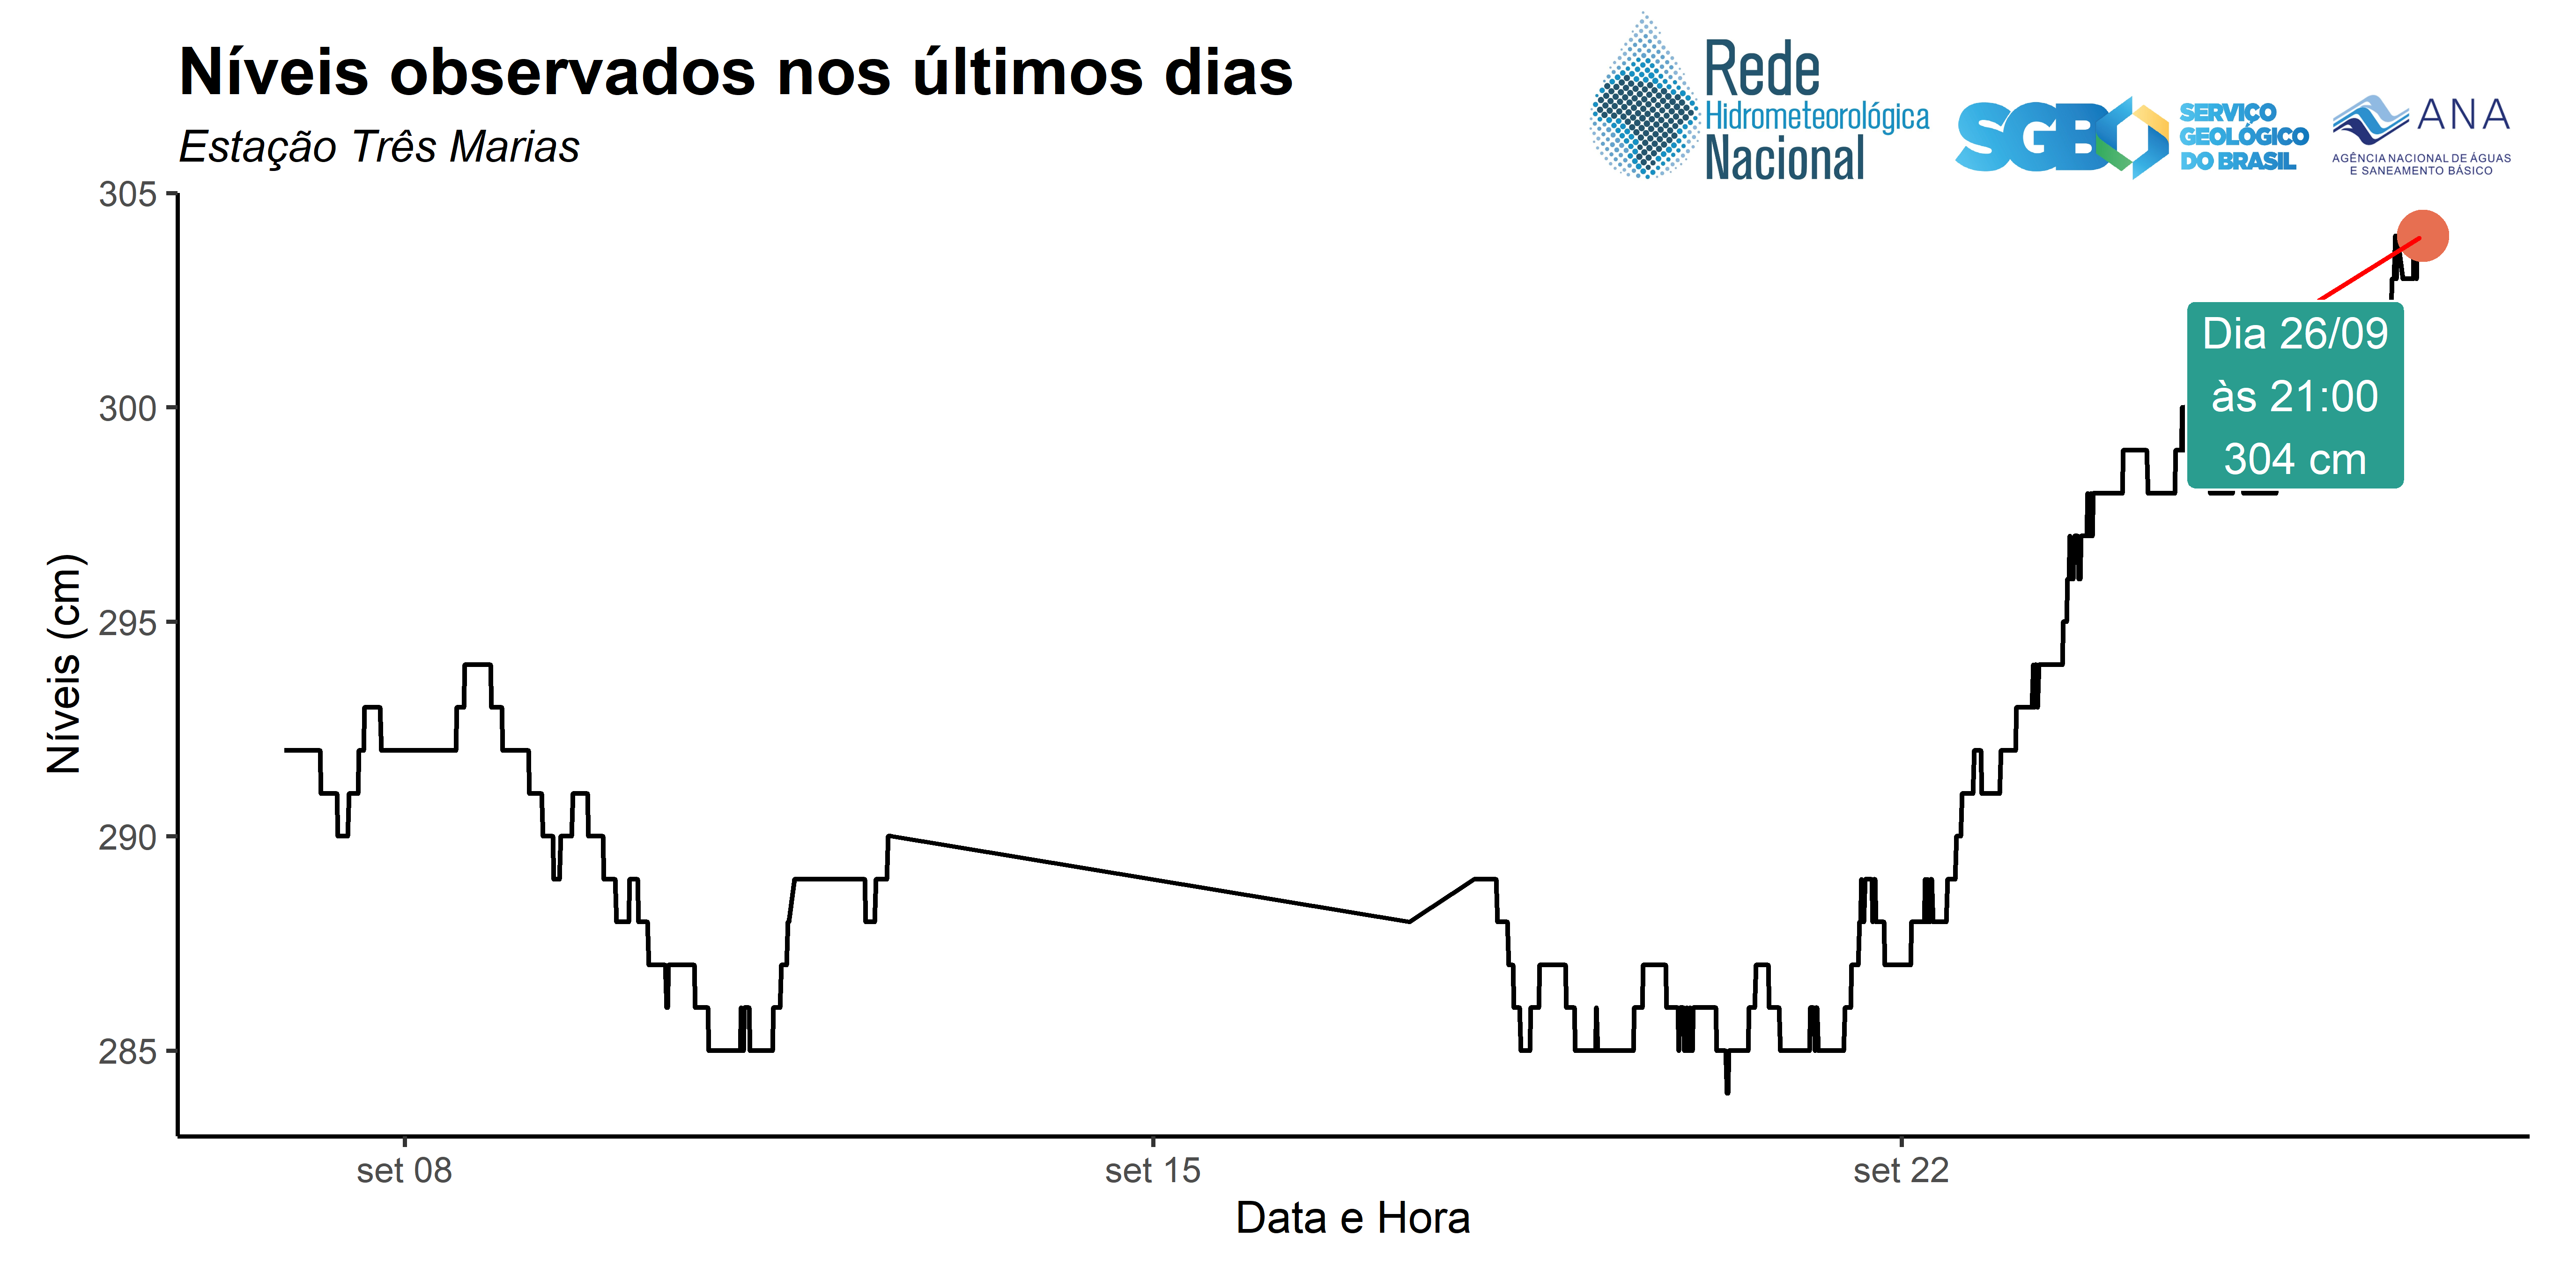 Níveis observados nos últimos dias
Estação Três Marias
Rede
Hidrometeorológica
Nacional
SGB
SERVIÇO
GEOLÓGICO
DO BRASIL
ANA
AGÊNCIA NACIONAL DE ÁGUAS
E SANEAMENTO BÁSICO
305
300
295
290
285
Níveis (cm)
Dia 26/09
às 21:00
304 cm
set 08
set 15
set 22
Data e Hora